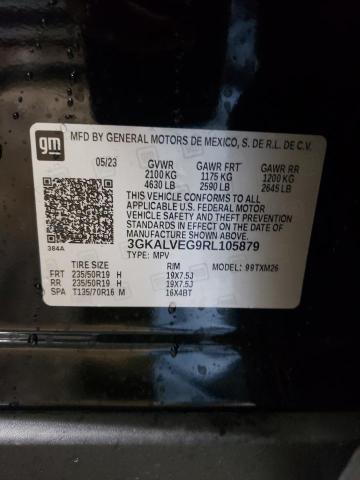 gm
MFD BY GENERAL MOTORS DE MEXICO, S. DE R.L. DE C.V.
05/23 GVWR GAWR FRT GAWR RR
2100 KG 1175 KG 1200 KG
4630 LB 2590 LB 2645 LB
THIS VEHICLE CONFORMS TO ALL
APPLICABLE U.S. FEDERAL MOTOR
VEHICLE SAFETY, BUMPER, AND THEFT
PREVENTION STANDARDS IN EFFECT ON
THE DATE OF MANUFACTURE SHOWN ABOVE.
3GKALVEG9RL105879
384A TYPE: MPV MODEL: 99TXM26
TIRE SIZE RIM
FRT 235/50R19 H 19X7.5J
RR 235/50R19 H 19X7.5J
SPA T135/70R16 M 16X4BT